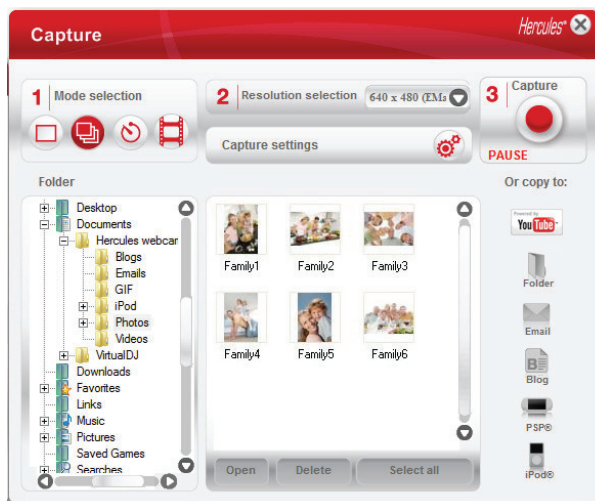 Capture
Hercules®
1 Mode selection
2 Resolution selection
640 x 480 (EMa
3 Capture
Capture settings
PAUSE
Folder
Or copy to:
Desktop
Documents
Hercules webcar
Blogs
Emails
GIF
iPod
Photos
Videos
VirtualDJ
Downloads
Favorites
Links
Music
Pictures
Saved Games
Searches
Family1 Family2 Family3
Family4 Family5 Family6
Open Delete Select all
Powered by
YouTube
Folder
Email
B
Blog
PSP®
iPod®